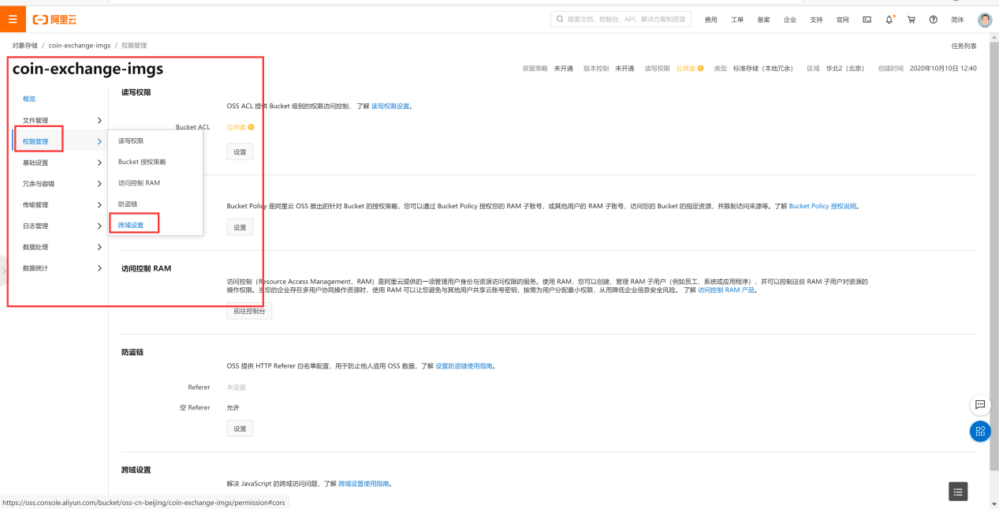 阿里云
搜索文档、控制台、API、解决方案和资源
费用 工单 备案 企业 支持 官网 简体
对象存储 / coin-exchange-imgs / 权限管理
任务列表
coin-exchange-imgs
保留策略 未开通 版本控制 未开通 读写权限 公共读 类型 标准存储（本地冗余） 区域 华北2（北京） 创建时间 2020年10月10日 12:40
概览
文件管理
权限管理
基础设置
冗余与容错
传输管理
日志管理
数据处理
数据统计
读写权限
Bucket 授权策略
访问控制 RAM
防盗链
跨域设置
读写权限
OSS ACL 提供 Bucket 级别的权限访问控制， 了解 读写权限设置。
Bucket ACL 公共读
设置
Bucket Policy 是阿里云 OSS 推出的针对 Bucket 的授权策略，您可以通过 Bucket Policy 授权您的 RAM 子账号，或其他用户的 RAM 子账号，访问您的 Bucket 的指定资源，并限制访问来源等。了解 Bucket Policy 授权说明。
设置
访问控制 RAM
访问控制（Resource Access Management，RAM）是阿里云提供的一项管理用户身份与资源访问权限的服务。使用 RAM，您可以创建、管理 RAM 子用户（例如员工、系统或应用程序），并可以控制这些 RAM 子用户对资源的
操作权限。当您的企业存在多用户协同操作资源时，使用 RAM 可以让您避免与其他用户共享云账号密钥，按需为用户分配最小权限，从而降低企业信息安全风险。 了解 访问控制 RAM 产品。
前往控制台
防盗链
OSS 提供 HTTP Referer 白名单配置，用于防止他人盗用 OSS 数据，了解 设置防盗链使用指南。
Referer 未设置
空 Referer 允许
设置
跨域设置
解决 JavaScript 的跨域访问问题，了解 跨域设置使用指南。
https://oss.console.aliyun.com/bucket/oss-cn-beijing/coin-exchange-imgs/permission#cors